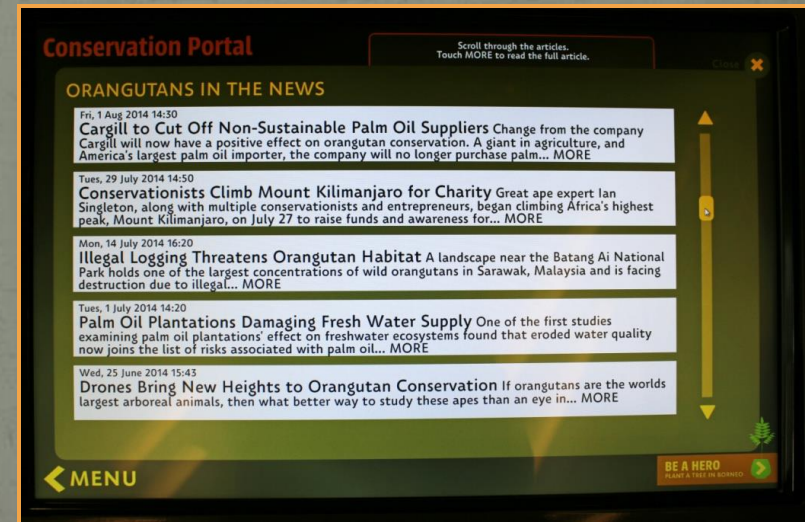 Conservation Portal
Scroll through the articles.
Touch MORE to read the full article.
Close
ORANGUTANS IN THE NEWS
Fri, 1 Aug 2014 14:30
Cargill to Cut Off Non-Sustainable Palm Oil Suppliers Change from the company
Cargill will now have a positive effect on orangutan conservation. A giant in agriculture, and
America's largest palm oil importer, the company will no longer purchase palm... MORE
Tues, 29 July 2014 14:50
Conservationists Climb Mount Kilimanjaro for Charity Great ape expert Ian
Singleton, along with multiple conservationists and entrepreneurs, began climbing Africa's highest
peak, Mount Kilimanjaro, on July 27 to raise funds and awareness for... MORE
Mon, 14 July 2014 16:20
Illegal Logging Threatens Orangutan Habitat A landscape near the Batang Ai National
Park holds one of the largest concentrations of wild orangutans in Sarawak, Malaysia and is facing
destruction due to illegal... MORE
Tues, 1 July 2014 14:20
Palm Oil Plantations Damaging Fresh Water Supply One of the first studies
examining palm oil plantations' effect on freshwater ecosystems found that eroded water quality
now joins the list of risks associated with palm oil... MORE
Wed, 25 June 2014 15:43
Drones Bring New Heights to Orangutan Conservation If orangutans are the worlds
largest arboreal animals, then what better way to study these apes than an eye in... MORE
MENU
BE A HERO
PLANT A TREE IN BORNEO